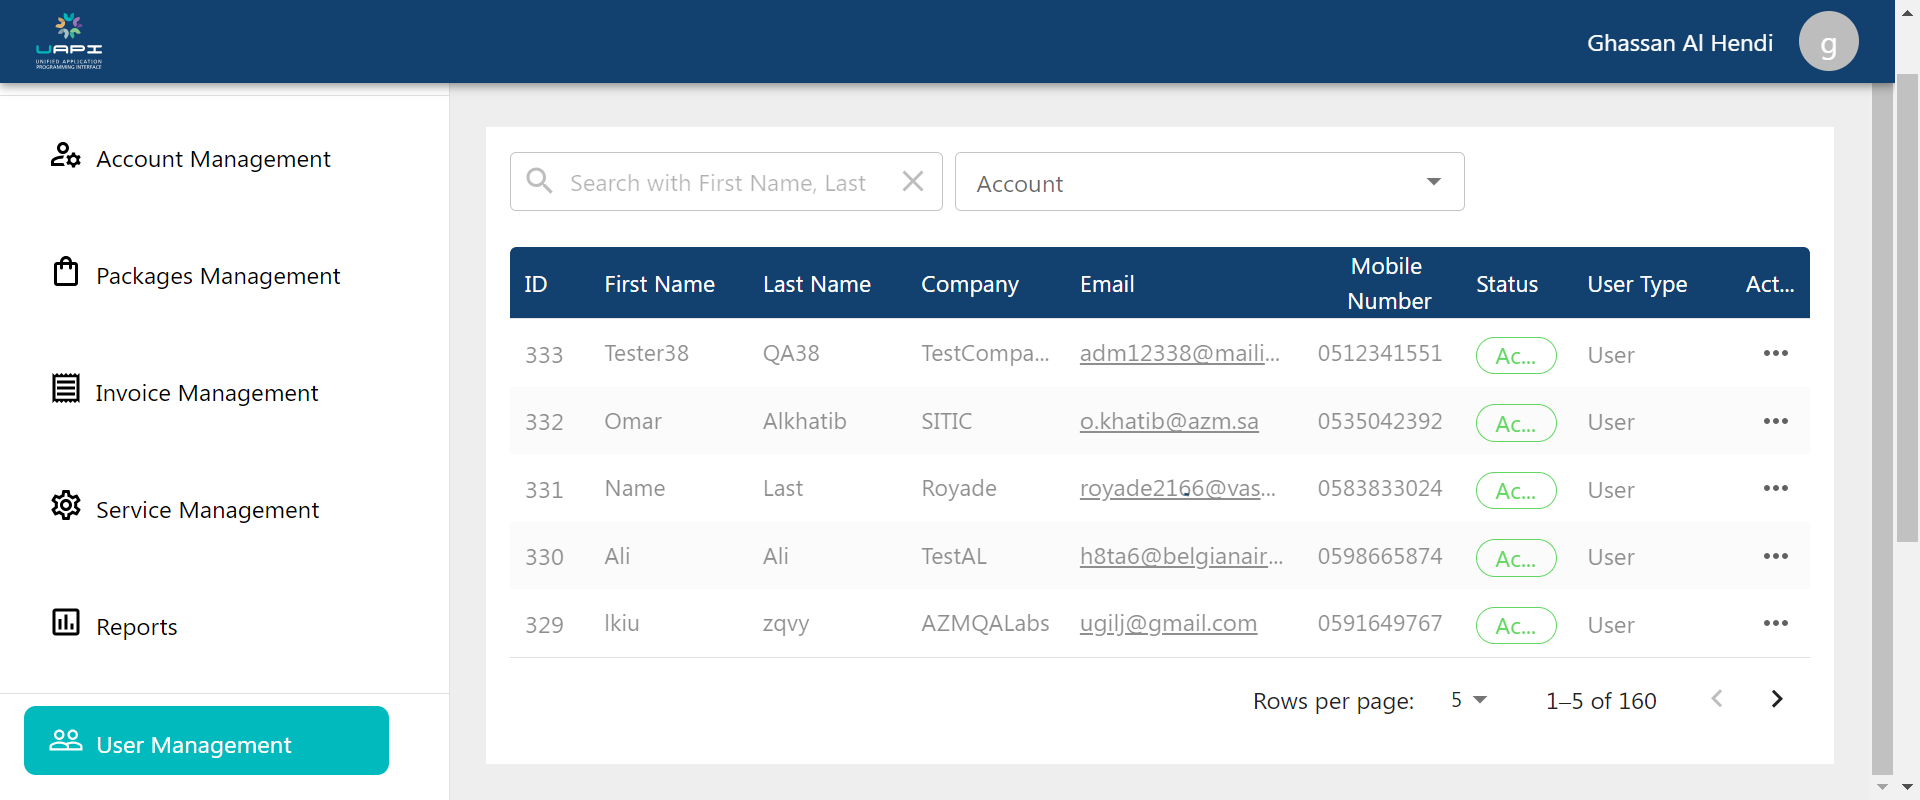 UAPI
UNIFIED APPLICATION
PROGRAMMING INTERFACE
Ghassan Al Hendi
g
Account Management
Packages Management
Invoice Management
Service Management
Reports
User Management
Search with First Name, Last
Account
ID First Name Last Name Company Email Mobile Number Status User Type Act...
333 Tester38 QA38 TestCompa... adm12338@maili... 0512341551 Ac... User
332 Omar Alkhatib SITIC o.khatib@azm.sa 0535042392 Ac... User
331 Name Last Royade royade2166@vas... 0583833024 Ac... User
330 Ali Ali TestAL h8ta6@belgianair... 0598665874 Ac... User
329 lkiu zqvy AZMQALabs ugilj@gmail.com 0591649767 Ac... User
Rows per page: 5 1–5 of 160